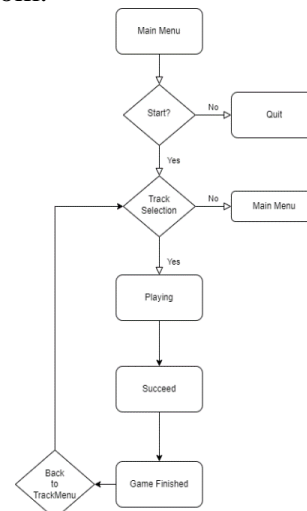 Main Menu
Start?
No
Quit
Yes
Track
Selection
No
Main Menu
Yes
Playing
Succeed
Back
to
TrackMenu
Game Finished